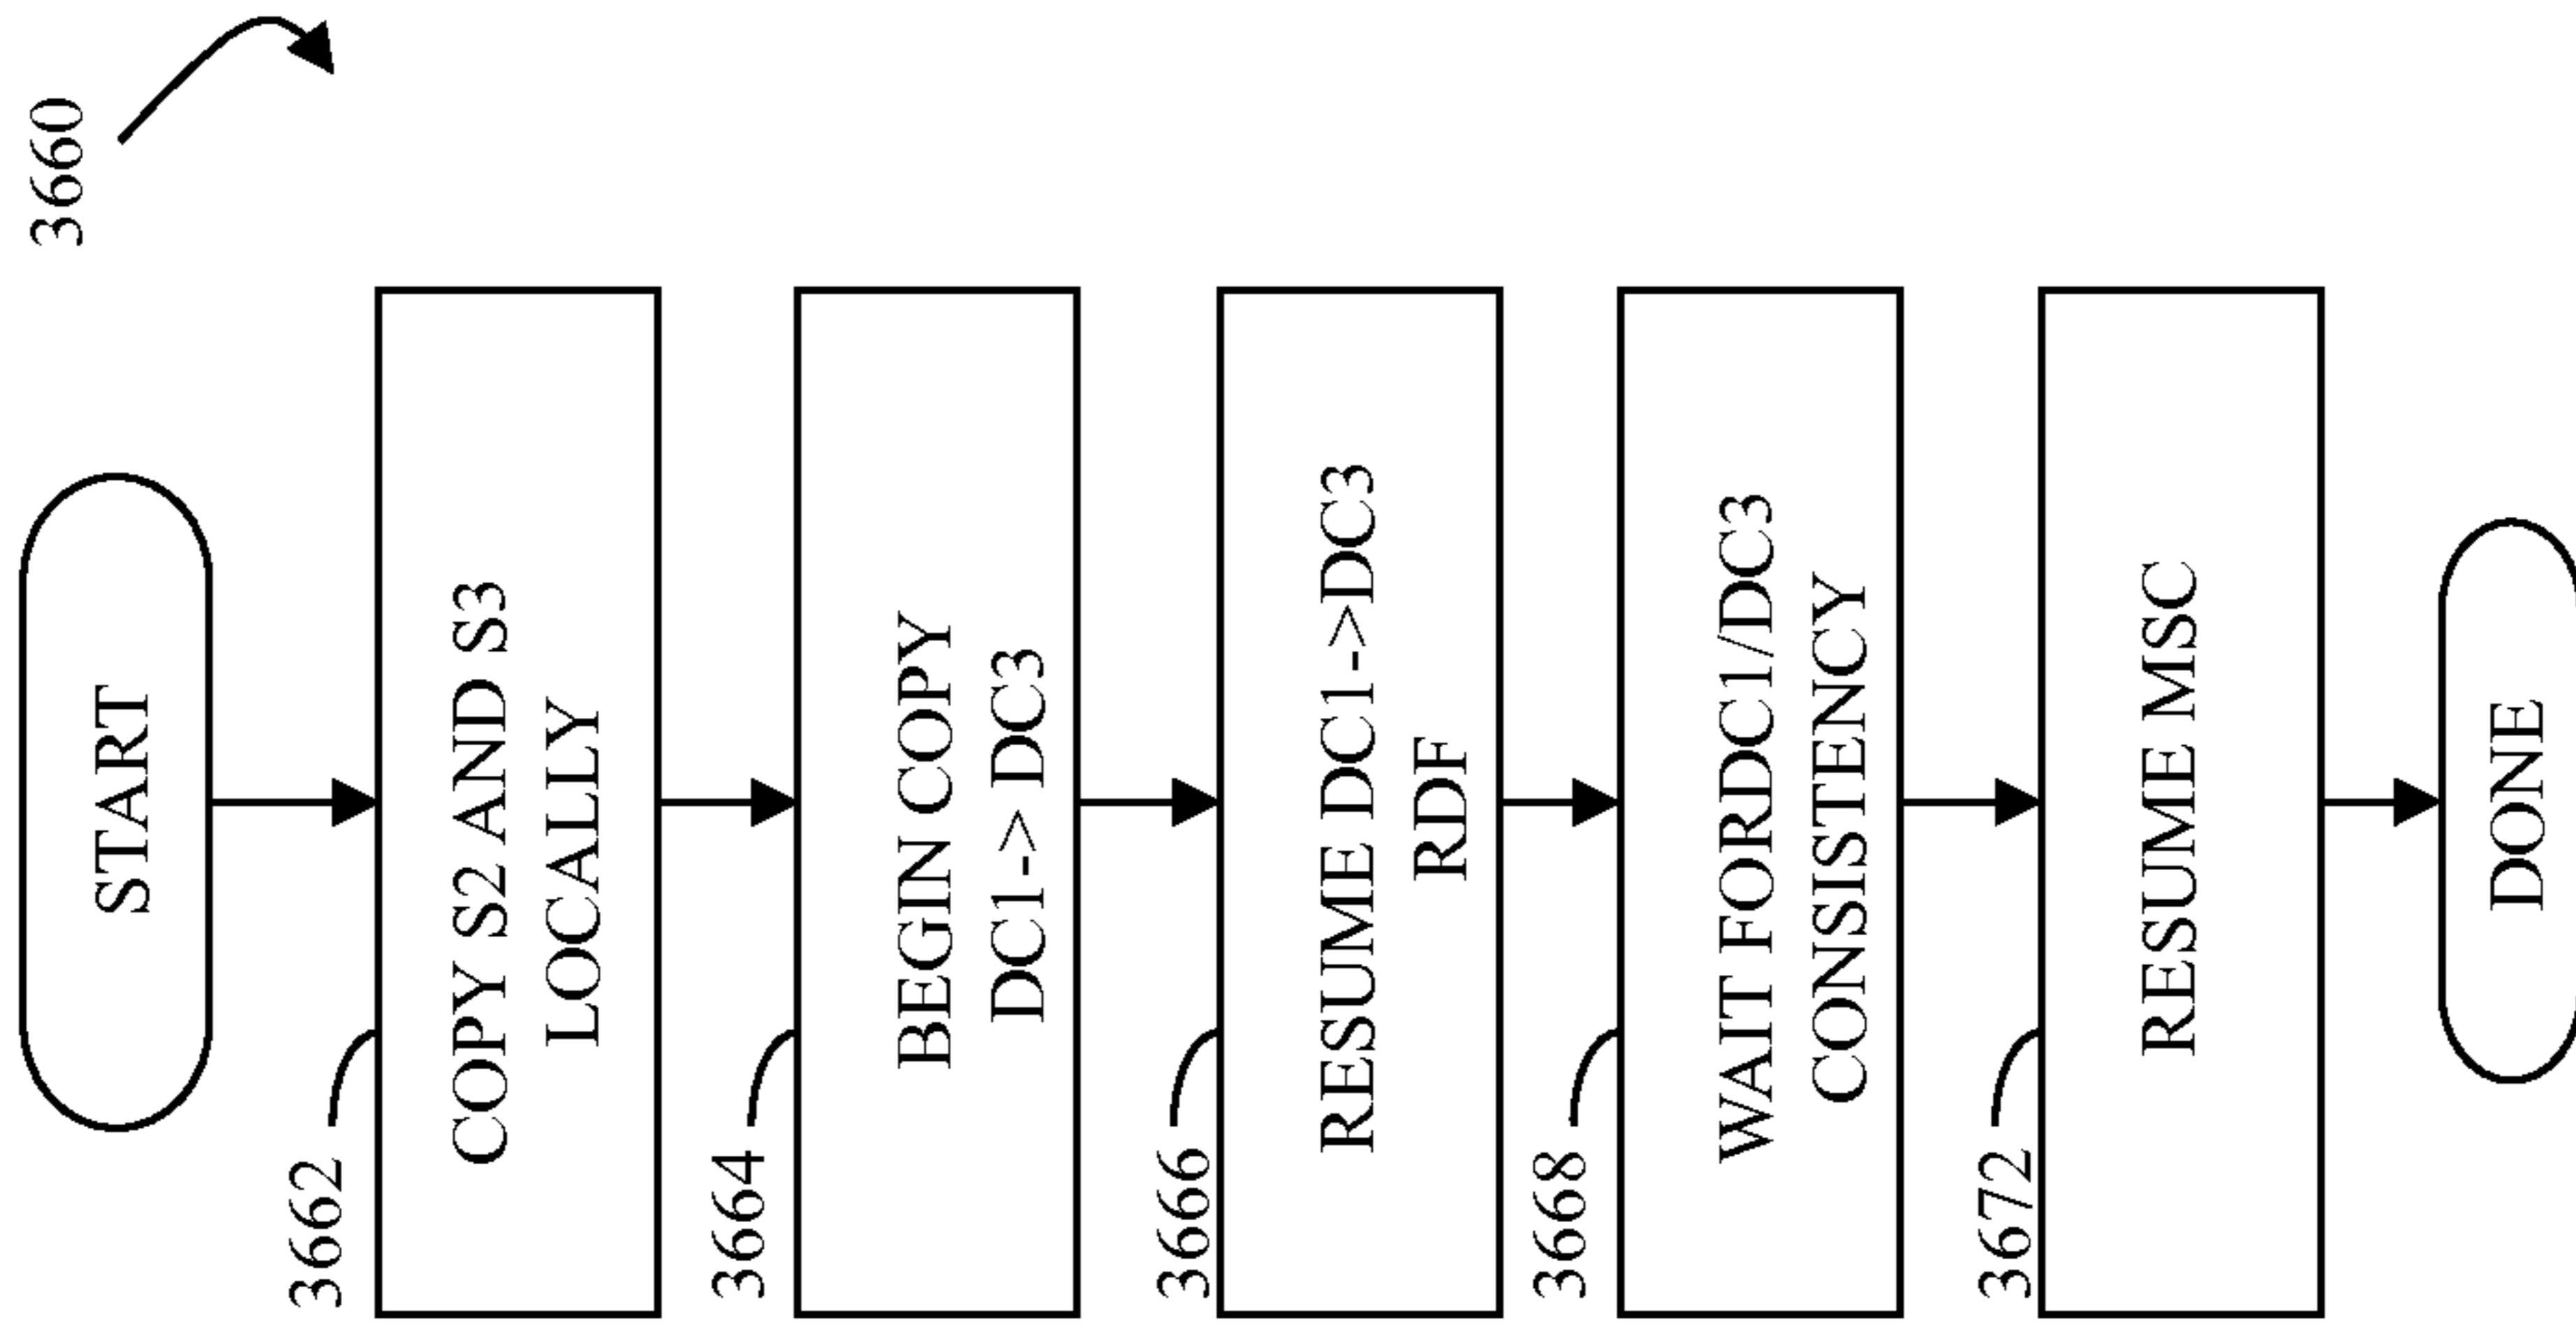 3660
START
3662
COPY S2 AND S3
LOCALLY
3664
BEGIN COPY
DC1-> DC3
3666
RESUME DC1->DC3
RDF
3668
WAIT FORDC1/DC3
CONSISTENCY
3672
RESUME MSC
DONE